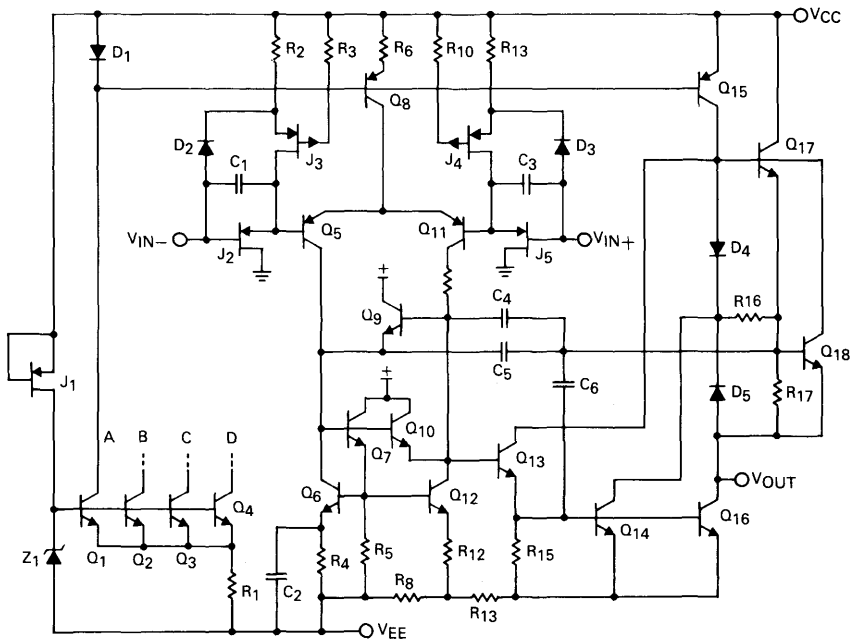 VCC
D1
R2
R3
R6
R10
R13
Q15
Q8
Q17
D2
J3
J4
D3
C1
C3
VIN-
Q5
Q11
VIN+
J2
J5
D4
+
Q9
C4
R16
C5
Q18
J1
+
C6
D5
R17
A
B
C
D
Q7
Q10
Q13
Q4
Q6
Q12
VOUT
Q14
Q16
Z1
Q1
Q2
Q3
R1
C2
R4
R5
R12
R15
R8
R13
VEE